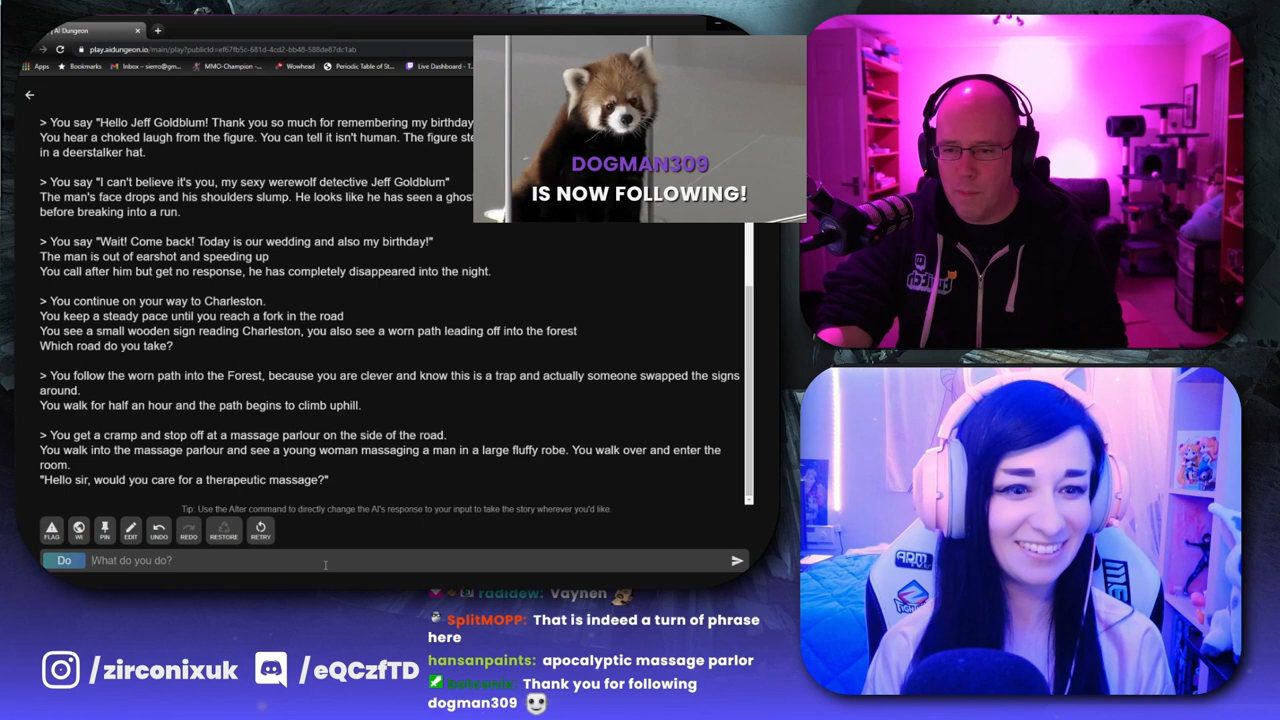 AI Dungeon
play.aidungeon.io/main/play?publicId=ef67fb5c-681d-4cd2-bb48-588de87dc1ab
Apps Bookmarks Inbox – sierro@gm... MMO-Champion -... Wowhead Periodic Table of St... Live Dashboard - T...
> You say "Hello Jeff Goldblum! Thank you so much for remembering my birthday
You hear a choked laugh from the figure. You can tell it isn't human. The figure ste
in a deerstalker hat.
> You say "I can't believe it's you, my sexy werewolf detective Jeff Goldblum"
The man's face drops and his shoulders slump. He looks like he has seen a ghost
before breaking into a run.
> You say "Wait! Come back! Today is our wedding and also my birthday!"
The man is out of earshot and speeding up
You call after him but get no response, he has completely disappeared into the night.
> You continue on your way to Charleston.
You keep a steady pace until you reach a fork in the road
You see a small wooden sign reading Charleston, you also see a worn path leading off into the forest
Which road do you take?
> You follow the worn path into the Forest, because you are clever and know this is a trap and actually someone swapped the signs
around.
You walk for half an hour and the path begins to climb uphill.
> You get a cramp and stop off at a massage parlour on the side of the road.
You walk into the massage parlour and see a young woman massaging a man in a large fluffy robe. You walk over and enter the
room.
"Hello sir, would you care for a therapeutic massage?"
Tip: Use the Alter command to directly change the AI's response to your input to take the story wherever you'd like.
FLAG WI PIN EDIT UNDO REDO RESTORE RETRY
Do What do you do?
DOGMAN309
IS NOW FOLLOWING!
radidew: Vaynen
SplitMOPP: That is indeed a turn of phrase
here
hansanpaints: apocalyptic massage parlor
botconix: Thank you for following
dogman309
/zirconixuk /eQCzfTD